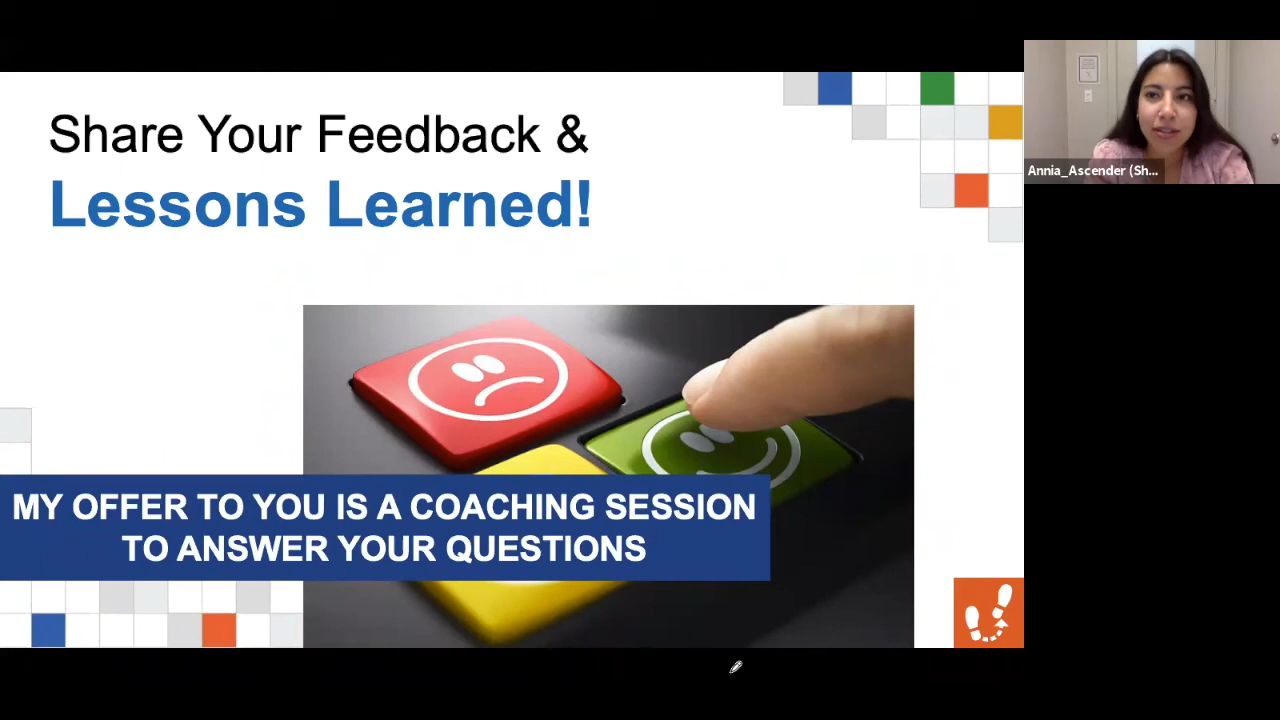 Share Your Feedback &
Lessons Learned!
Annia_Ascender (Sh...
MY OFFER TO YOU IS A COACHING SESSION
TO ANSWER YOUR QUESTIONS